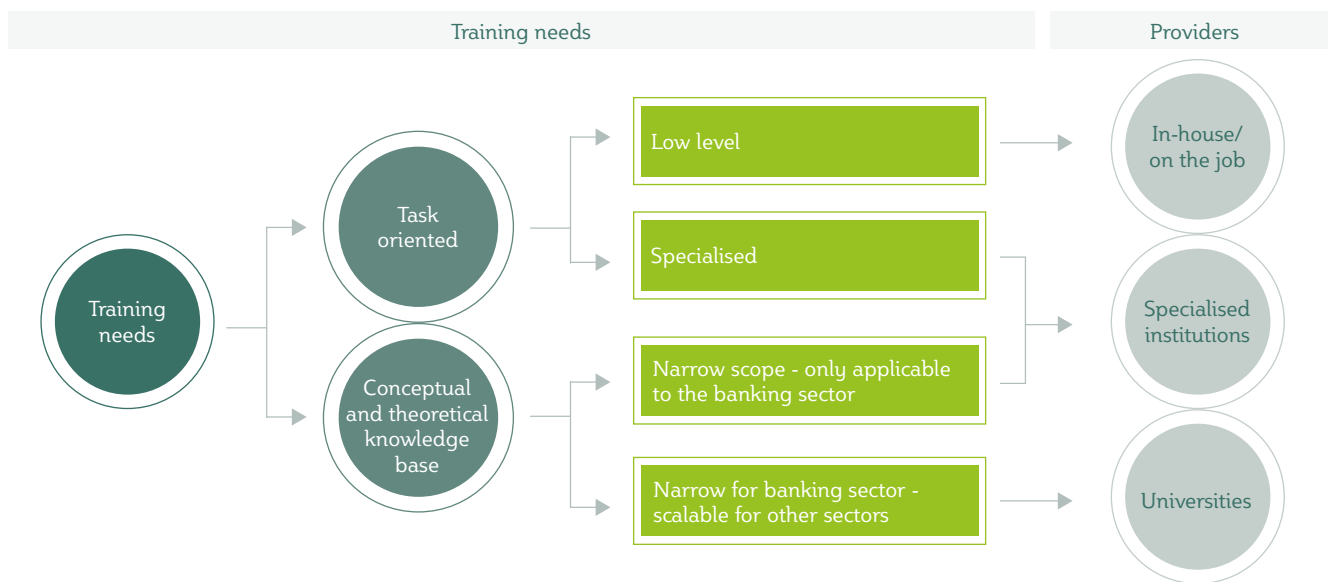 Training needs
Providers
Training
needs
Task
oriented
Conceptual
and theoretical
knowledge
base
Low level
Specialised
Narrow scope - only applicable
to the banking sector
Narrow for banking sector -
scalable for other sectors
In-house/
on the job
Specialised
institutions
Universities